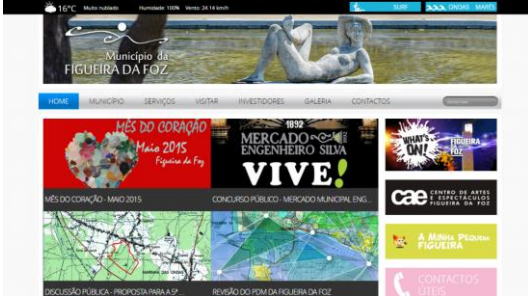 16°C Muito nublado Humidade: 100% Vento: 24.14 km/h SURF ONDAS MARÉS
Município da
FIGUEIRA DA FOZ
HOME MUNICÍPIO SERVIÇOS VISITAR INVESTIDORES GALERIA CONTACTOS
MÊS DO CORAÇÃO
Maio 2015
Figueira da Foz
MÊS DO CORAÇÃO - MAIO 2015
1892
MERCADO
ENGENHEIRO SILVA
VIVE!
CONCURSO PÚBLICO - MERCADO MUNICIPAL ENG...
WHAT'S
ON!
FIGUEIRA
DA
FOZ
cae CENTRO DE ARTES
E ESPECTÁCULOS
FIGUEIRA DA FOZ
A MINHA PEQUENA
FIGUEIRA
DISCUSSÃO PÚBLICA - PROPOSTA PARA A 5ª...
REVISÃO DO PDM DA FIGUEIRA DA FOZ
CONTACTOS
ÚTEIS